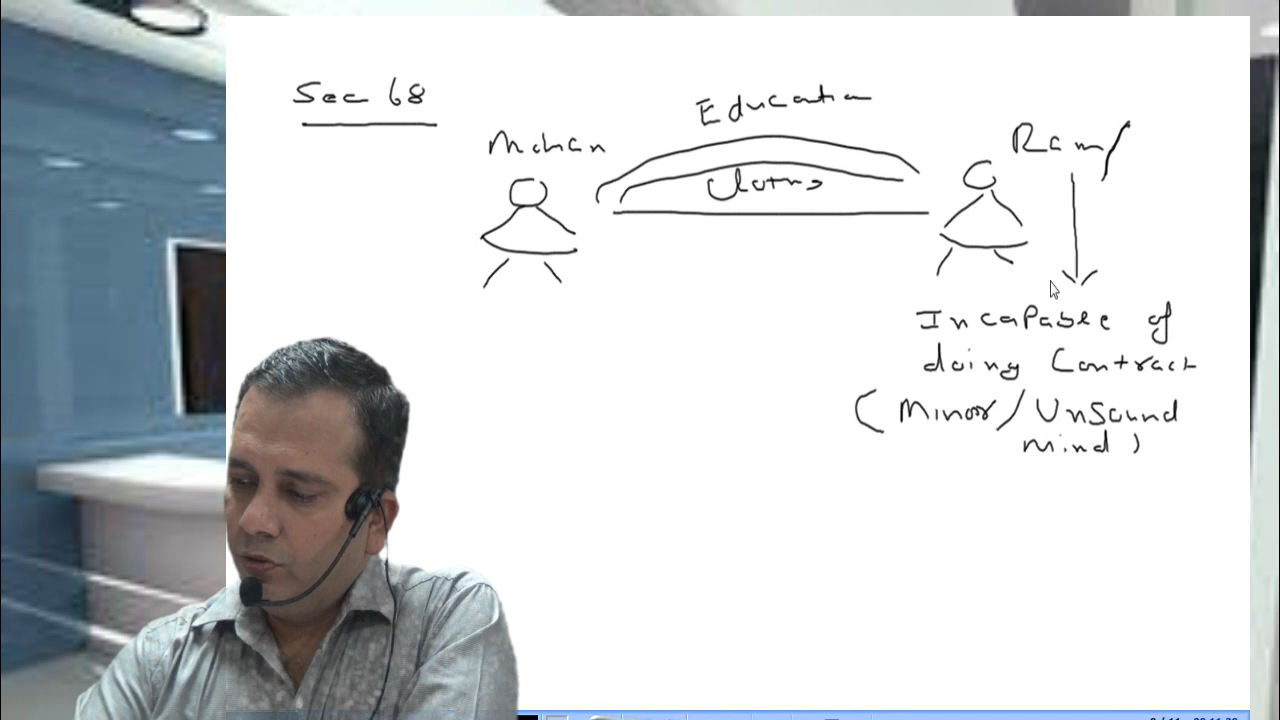 Sec 68
Education
Mohan
Ram/
Clothes
Incapable of
doing Contract
(Minor/Unsound
mind)